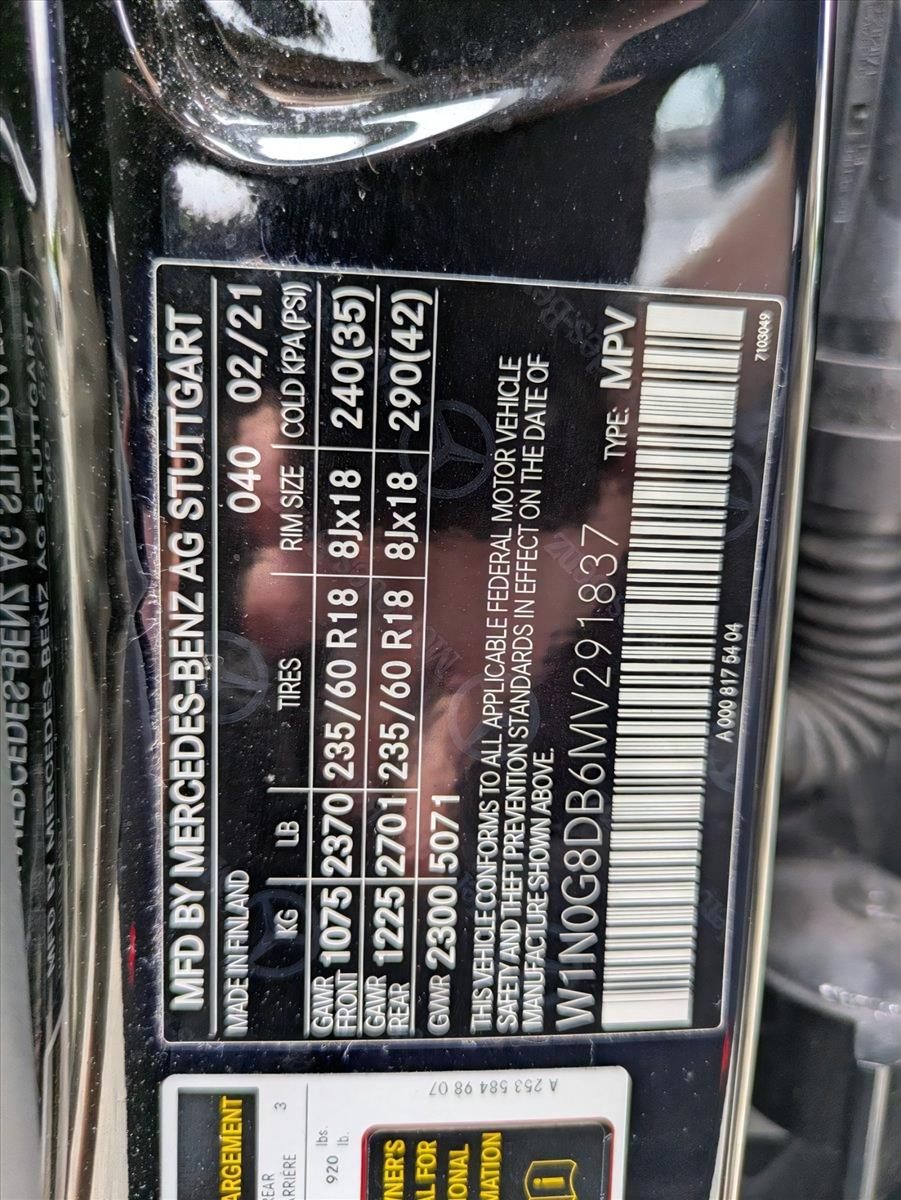 MFD BY MERCEDES-BENZ AG STUTTGART
MADE IN FINLAND 040 02/21
KG LB TIRES RIM SIZE COLD KPA(PSI)
GAWR FRONT 1075 2370 235/60 R18 8Jx18 240(35)
GAWR REAR 1225 2701 235/60 R18 8Jx18 290(42)
GVWR 2300 5071
THIS VEHICLE CONFORMS TO ALL APPLICABLE FEDERAL MOTOR VEHICLE
SAFETY AND THEFT PREVENTION STANDARDS IN EFFECT ON THE DATE OF
MANUFACTURE SHOWN ABOVE.
W1N0G8DB6MV291837 TYPE: MPV
A 000 817 54 04 7103049
A 253 584 98 07
3
lbs.
920 lb.